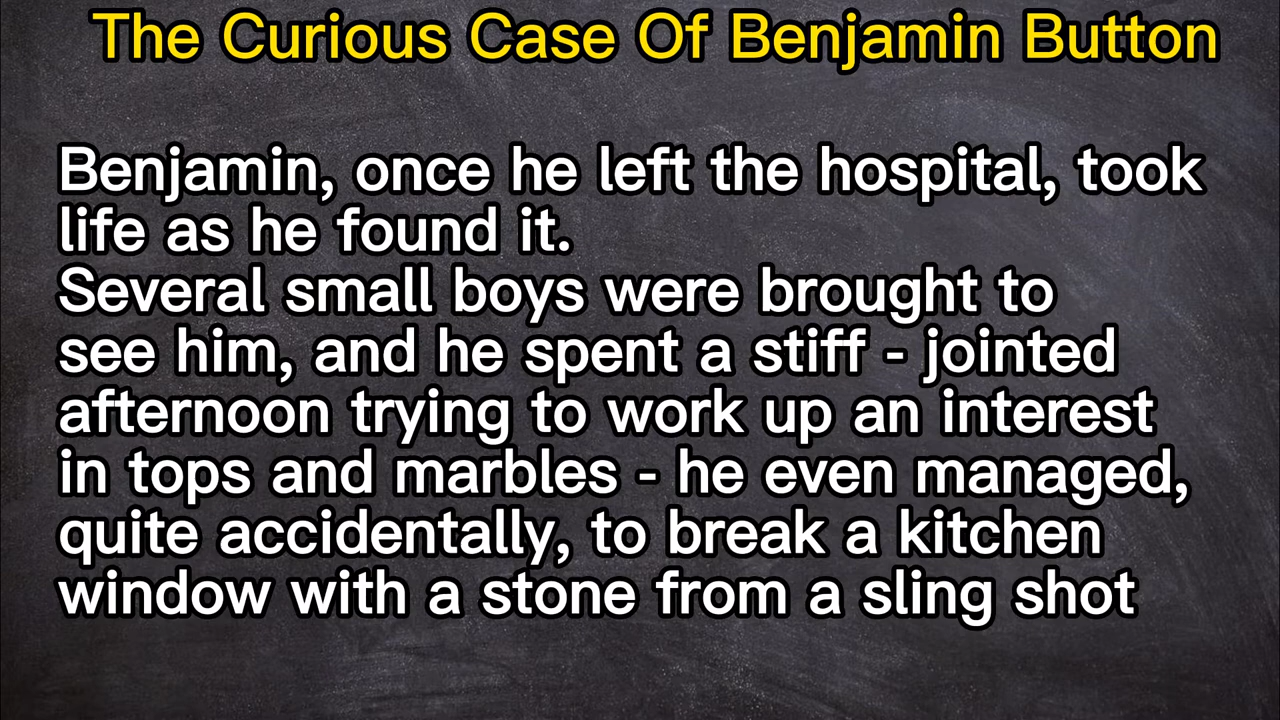 The Curious Case Of Benjamin Button
Benjamin, once he left the hospital, took
life as he found it.
Several small boys were brought to
see him, and he spent a stiff - jointed
afternoon trying to work up an interest
in tops and marbles - he even managed,
quite accidentally, to break a kitchen
window with a stone from a sling shot